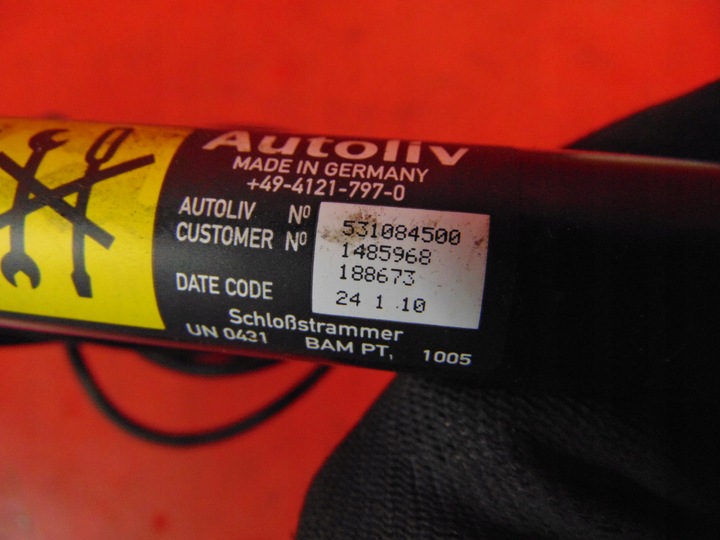 Autoliv
MADE IN GERMANY
+49-4121-797-0
AUTOLIV Nº 531084500
CUSTOMER Nº 1485968
188673
DATE CODE 24 1 10
Schloßstrammer
UN 0431 BAM PT, 1005